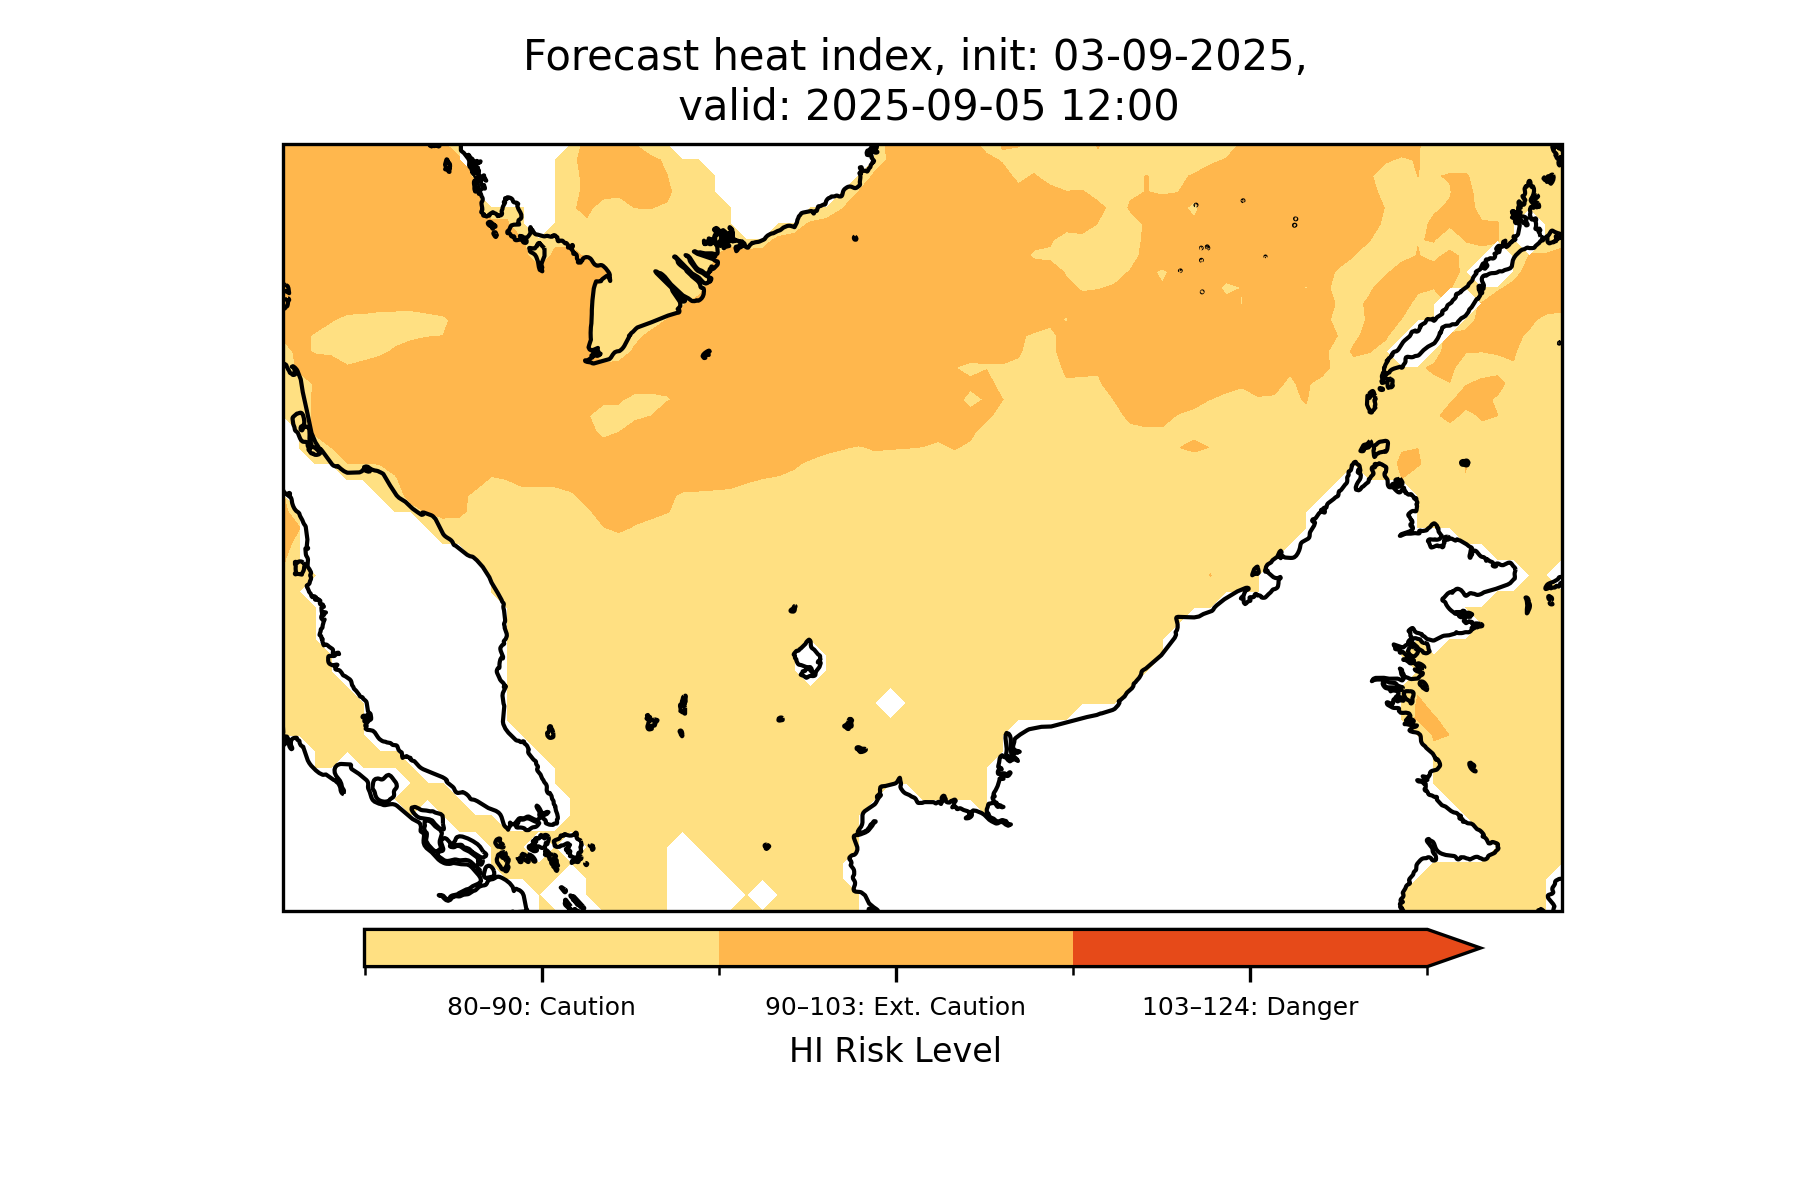 Forecast heat index, init: 03-09-2025,
valid: 2025-09-05 12:00
80–90: Caution
90–103: Ext. Caution
103–124: Danger
HI Risk Level